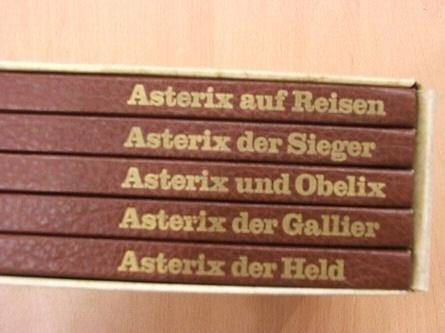 Asterix auf Reisen
Asterix der Sieger
Asterix und Obelix
Asterix der Gallier
Asterix der Held